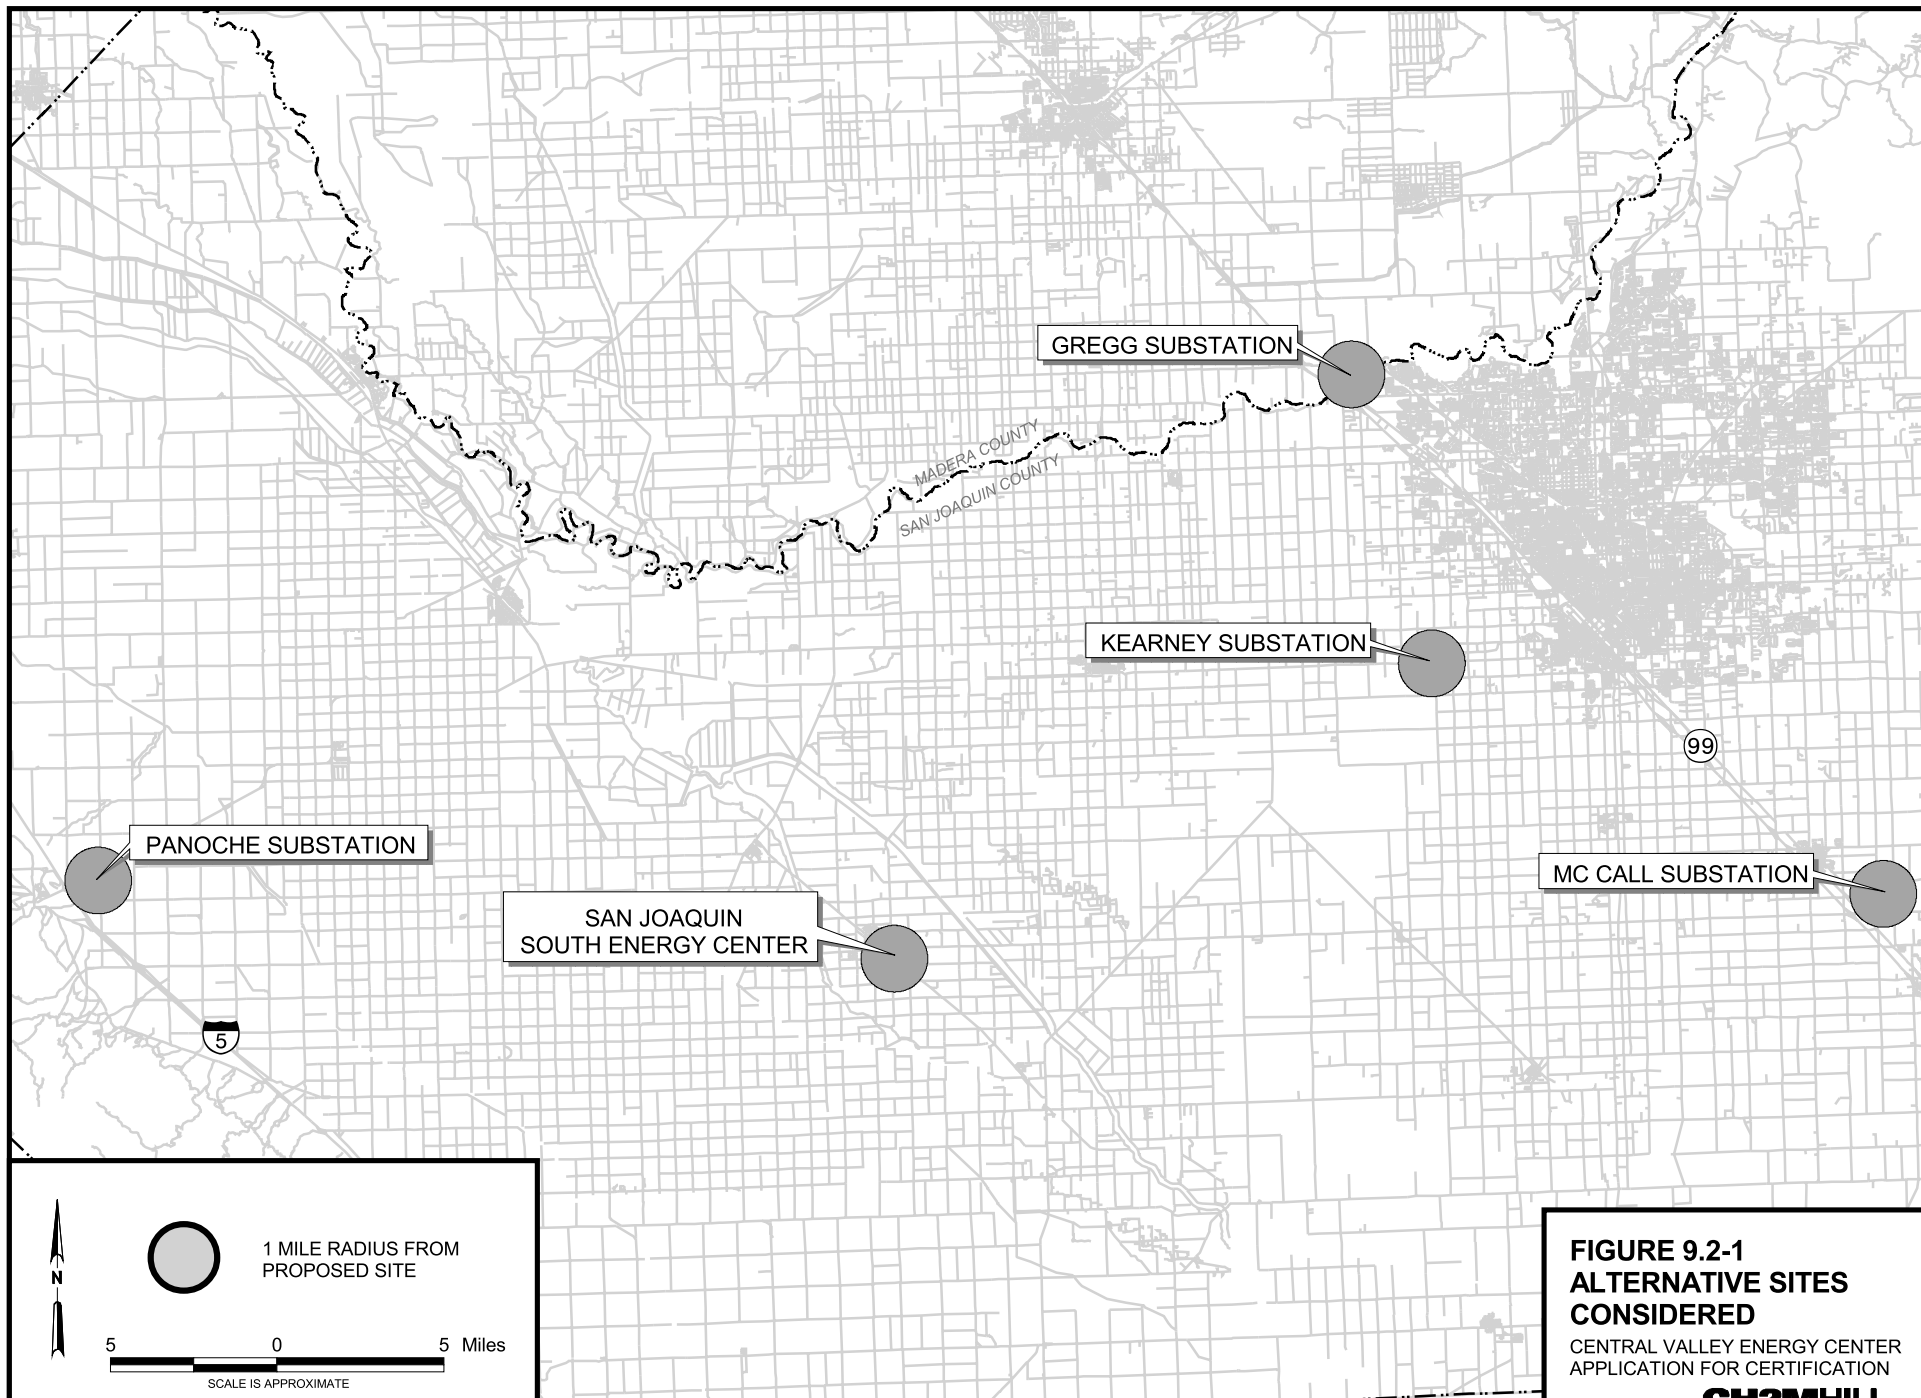 GREGG SUBSTATION
MADERA COUNTY
SAN JOAQUIN COUNTY
KEARNEY SUBSTATION
99
PANOCHE SUBSTATION
MC CALL SUBSTATION
SAN JOAQUIN
SOUTH ENERGY CENTER
5
1 MILE RADIUS FROM
PROPOSED SITE
N
5 0 5 Miles
SCALE IS APPROXIMATE
FIGURE 9.2-1
ALTERNATIVE SITES
CONSIDERED
CENTRAL VALLEY ENERGY CENTER
APPLICATION FOR CERTIFICATION
CH2MHILL